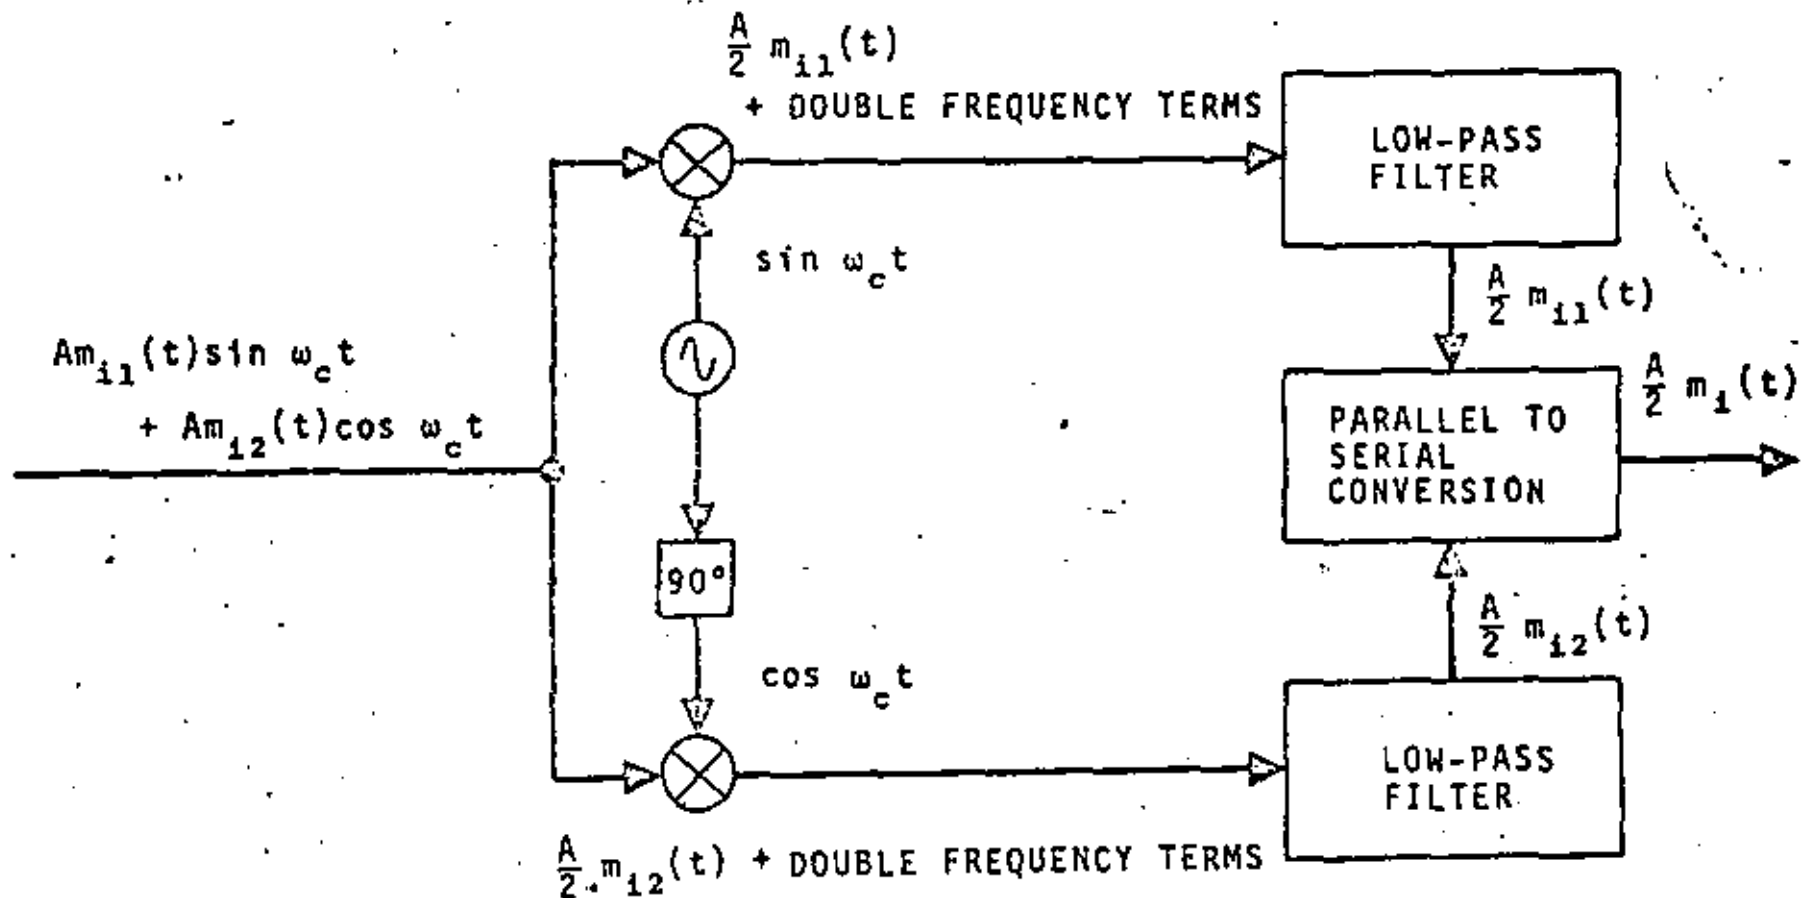 A/2 m_i1(t)
+ DOUBLE FREQUENCY TERMS
LOW-PASS
FILTER
sin ω_c t
A/2 m_i1(t)
Am_i1(t)sin ω_c t
+ Am_i2(t)cos ω_c t
PARALLEL TO
SERIAL
CONVERSION
A/2 m_i(t)
90°
A/2 m_i2(t)
cos ω_c t
LOW-PASS
FILTER
A/2 m_i2(t) + DOUBLE FREQUENCY TERMS